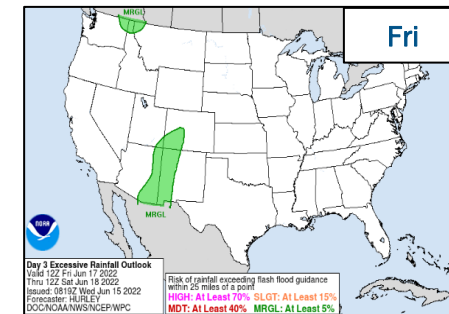 MRGL
Fri
MRGL
NOAA
Day 3 Excessive Rainfall Outlook
Valid 12Z Fri Jun 17 2022
Thru 12Z Sat Jun 18 2022
Issued: 0819Z Wed Jun 15 2022
Forecaster: HURLEY
DOC/NOAA/NWS/NCEP/WPC
Risk of rainfall exceeding flash flood guidance
within 25 miles of a point
HIGH: At Least 70% SLGT: At Least 15%
MDT: At Least 40% MRGL: At Least 5%